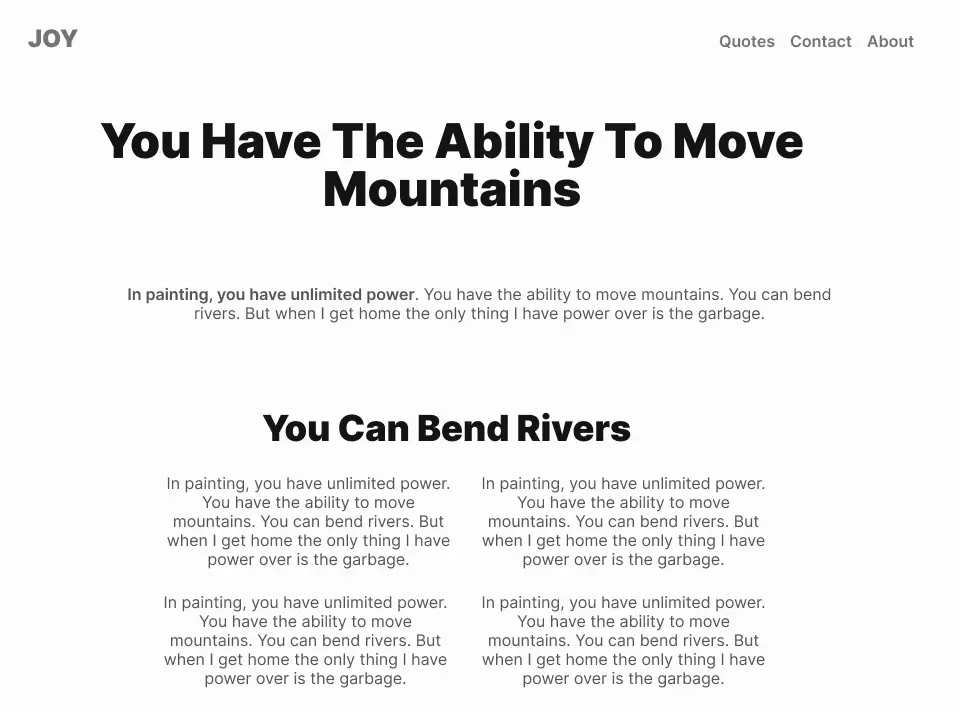 JOY
Quotes Contact About
You Have The Ability To Move
Mountains
In painting, you have unlimited power. You have the ability to move mountains. You can bend
rivers. But when I get home the only thing I have power over is the garbage.
You Can Bend Rivers
In painting, you have unlimited power.
You have the ability to move
mountains. You can bend rivers. But
when I get home the only thing I have
power over is the garbage.
In painting, you have unlimited power.
You have the ability to move
mountains. You can bend rivers. But
when I get home the only thing I have
power over is the garbage.
In painting, you have unlimited power.
You have the ability to move
mountains. You can bend rivers. But
when I get home the only thing I have
power over is the garbage.
In painting, you have unlimited power.
You have the ability to move
mountains. You can bend rivers. But
when I get home the only thing I have
power over is the garbage.